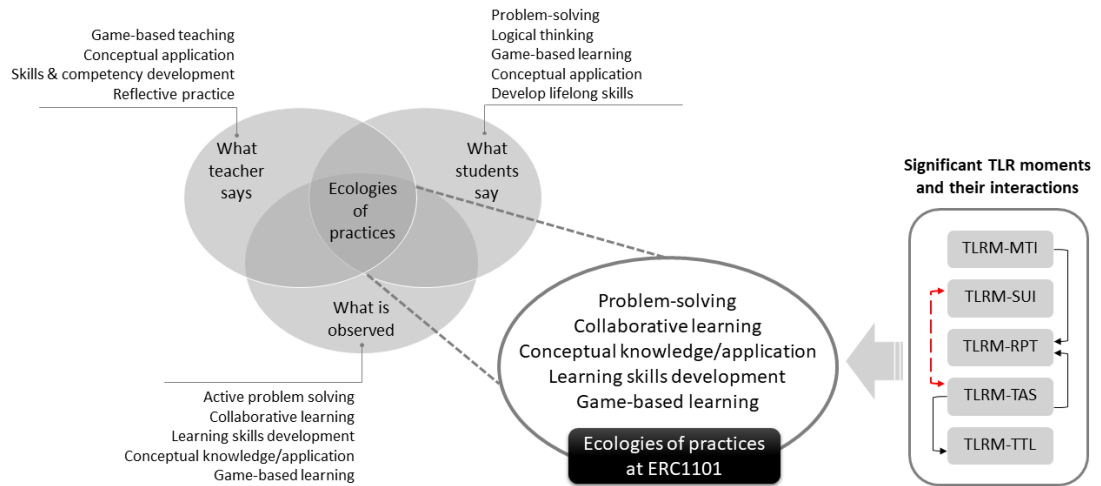 Game-based teaching
Conceptual application
Skills & competency development
Reflective practice
Problem-solving
Logical thinking
Game-based learning
Conceptual application
Develop lifelong skills
What
teacher
says
What
students
say
Ecologies
of
practices
What is
observed
Active problem solving
Collaborative learning
Learning skills development
Conceptual knowledge/application
Game-based learning
Problem-solving
Collaborative learning
Conceptual knowledge/application
Learning skills development
Game-based learning
Ecologies of practices
at ERC1101
Significant TLR moments
and their interactions
TLRM-MTI
TLRM-SUI
TLRM-RPT
TLRM-TAS
TLRM-TTL